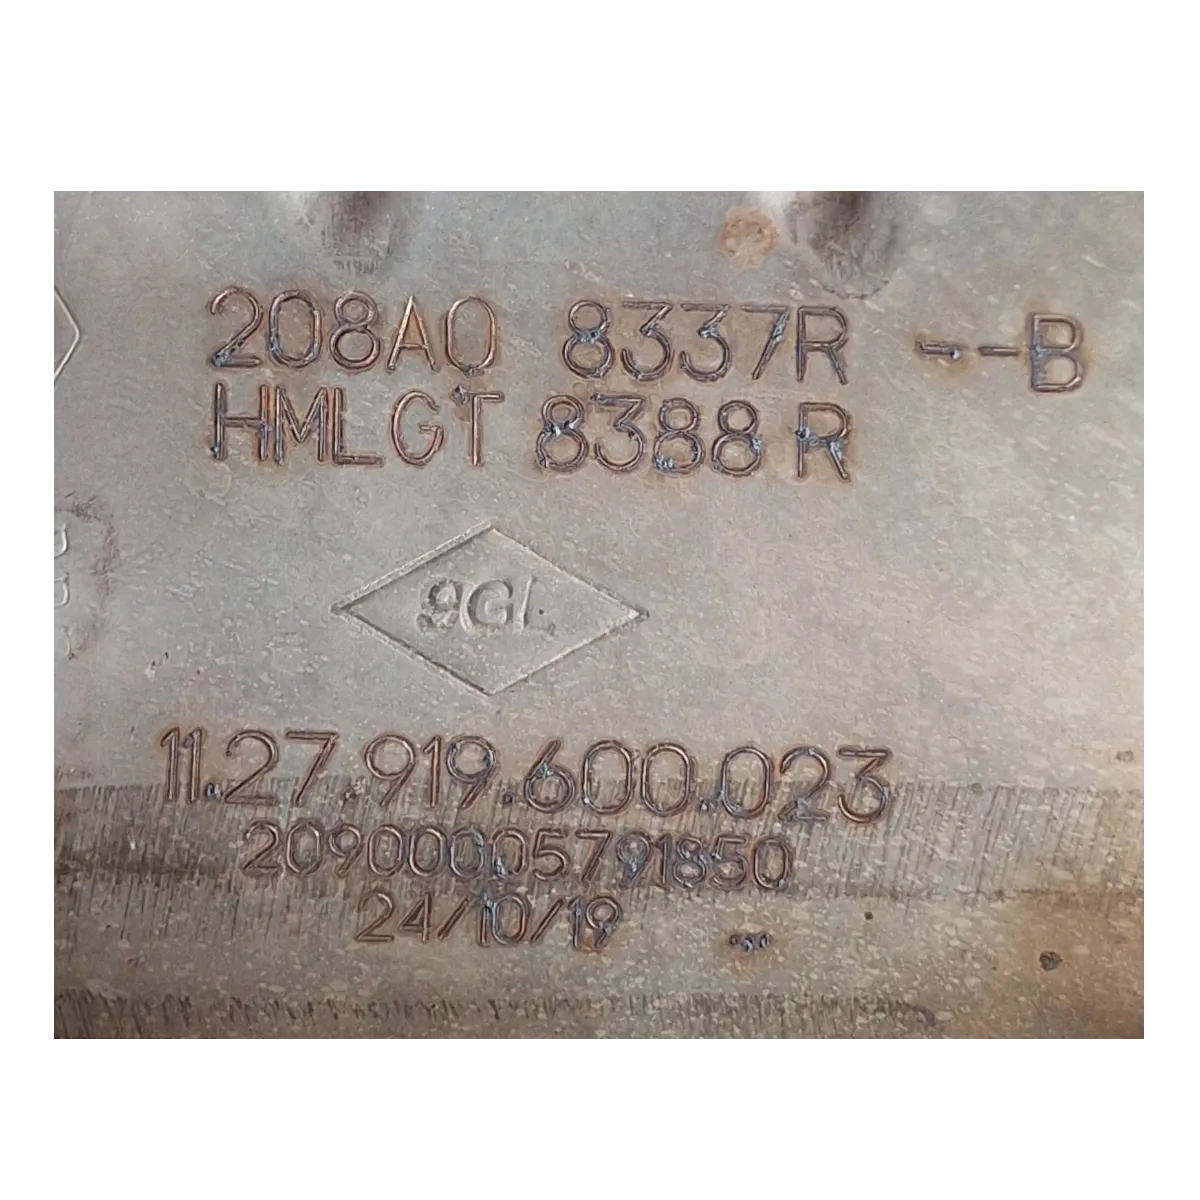 208A0 8337R --B
HMLGT 8388 R
9GL
11.27.919.600.023
20900005791850
24/10/19